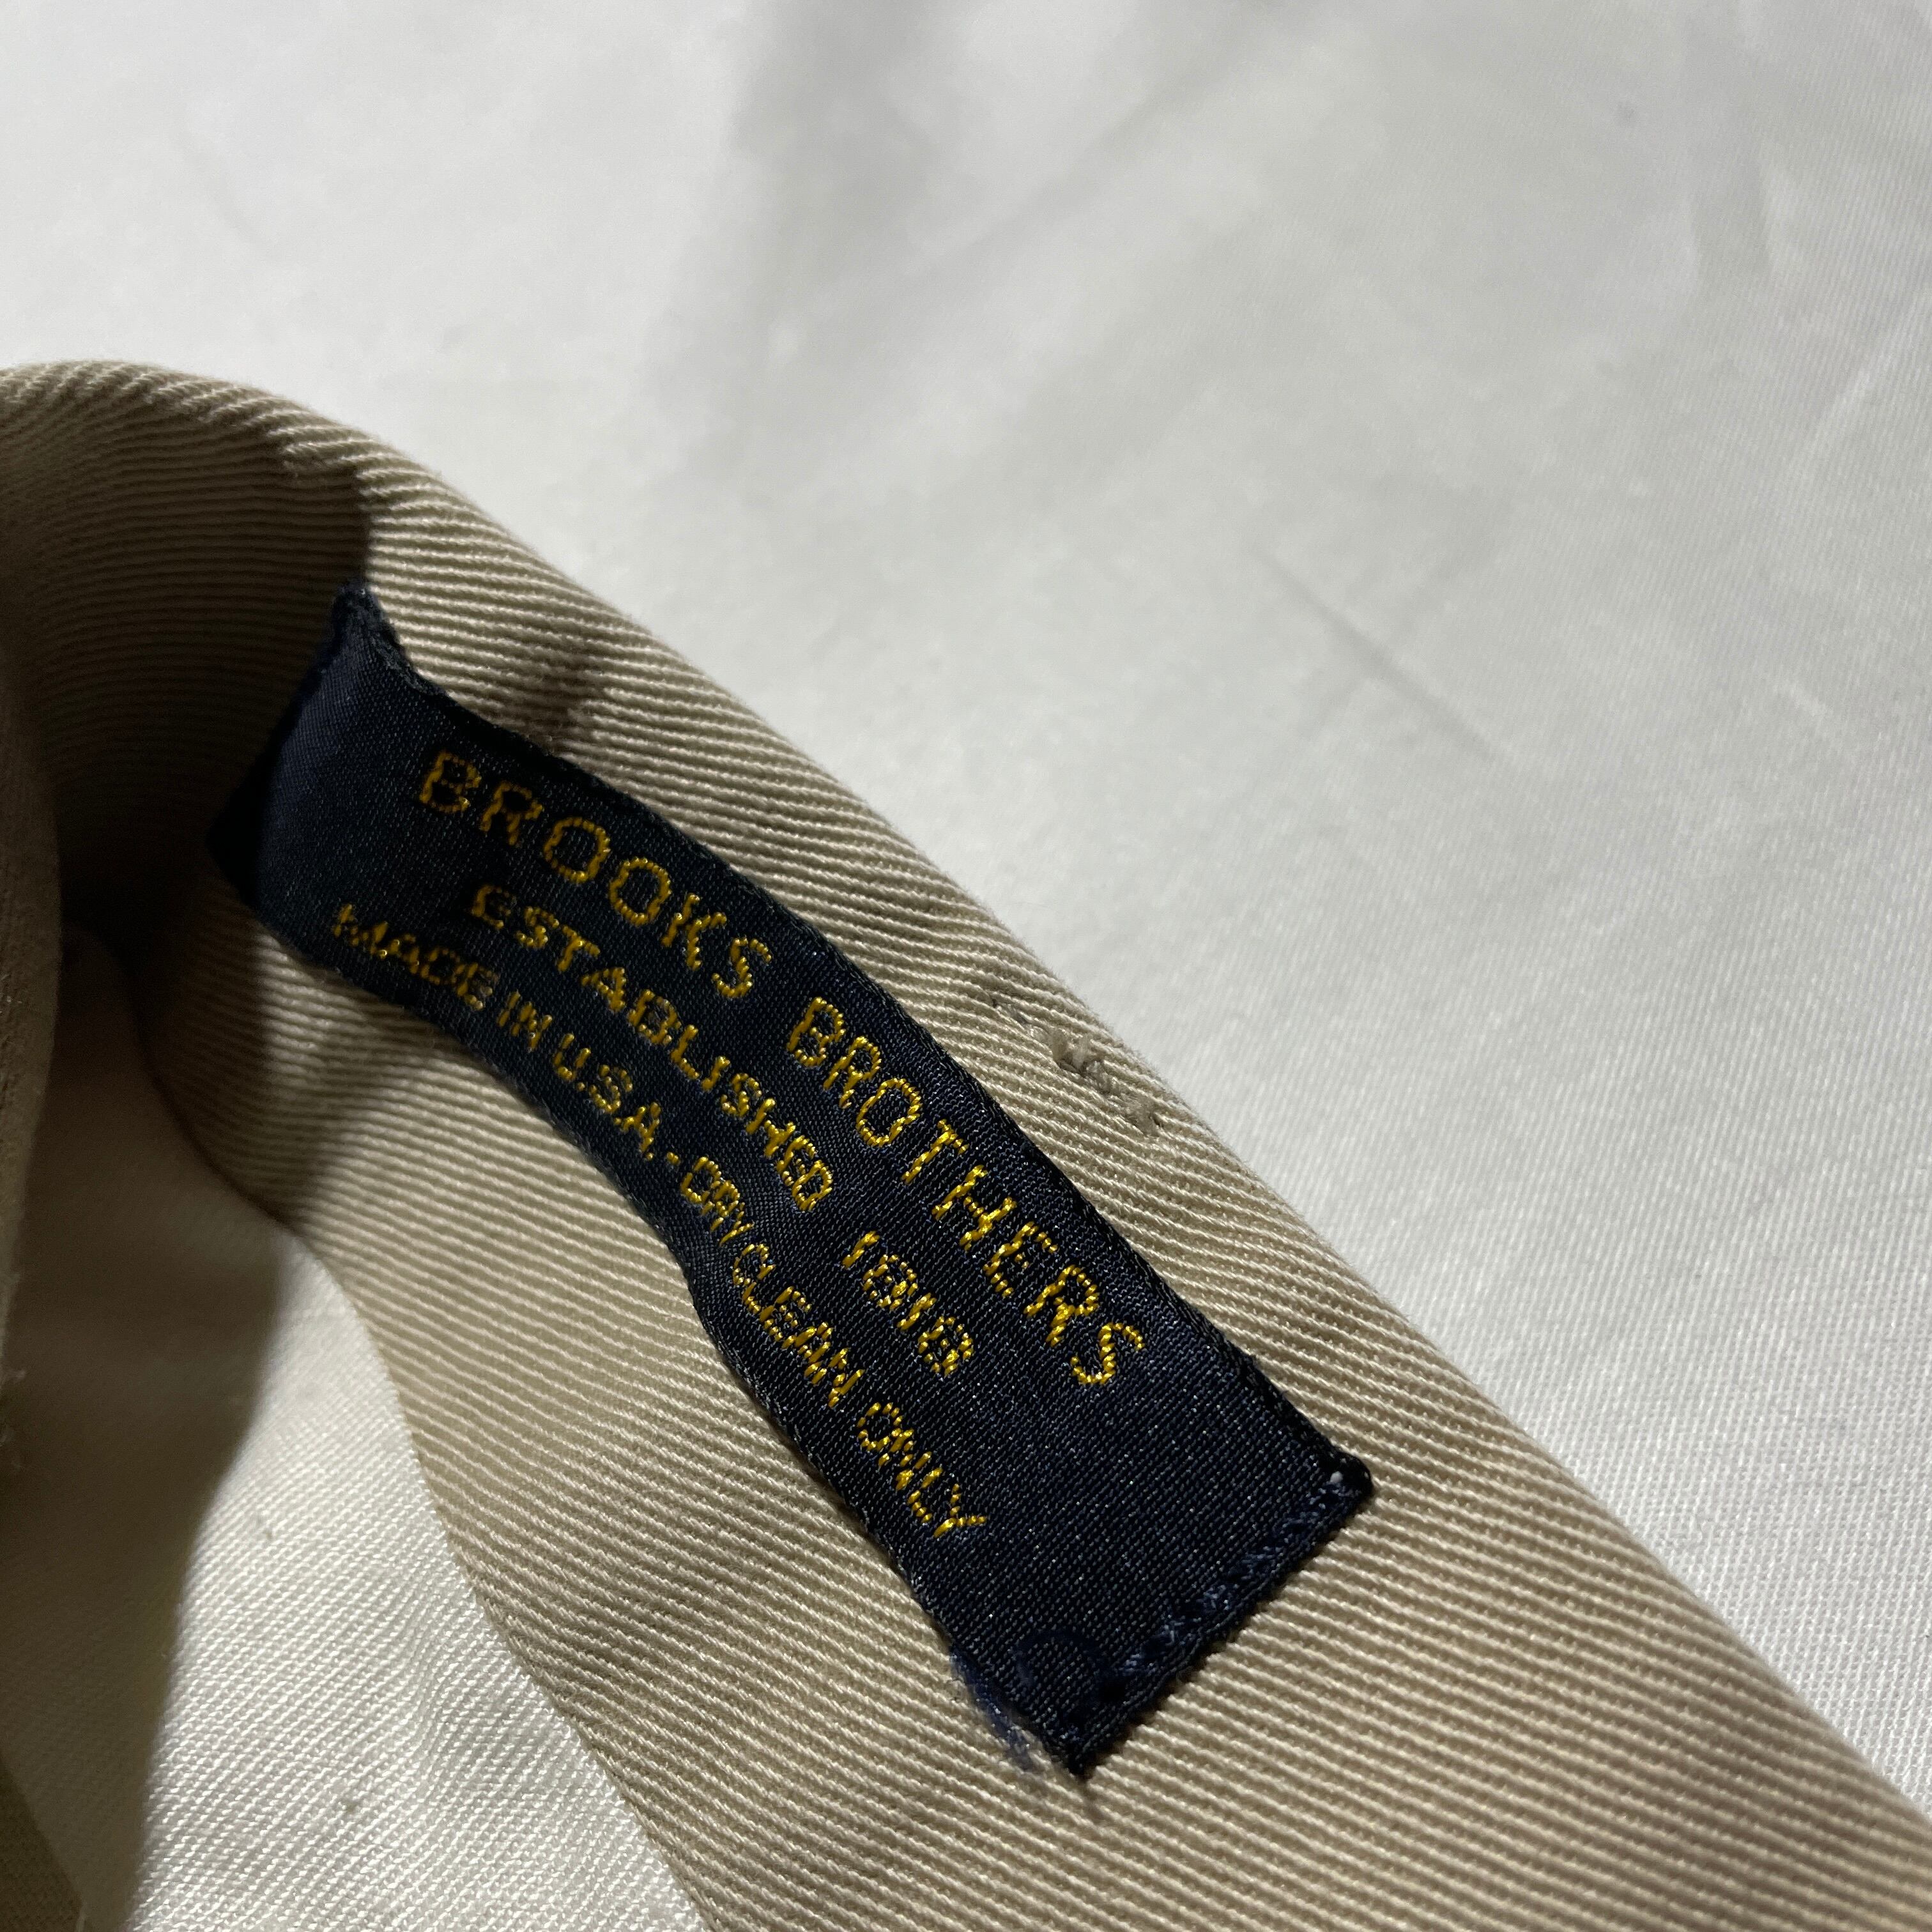 BROOKS BROTHERS
ESTABLISHED 1818
MADE IN U.S.A. - DRY CLEAN ONLY